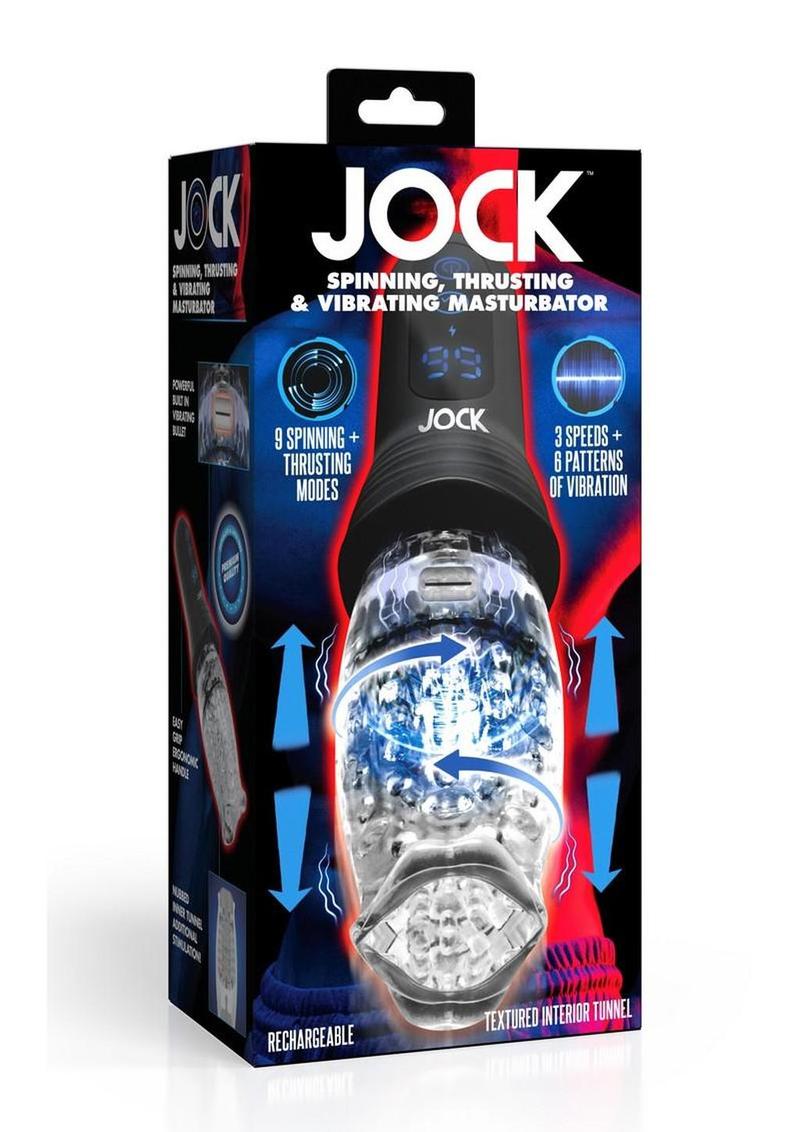 JOCK™
SPINNING, THRUSTING
& VIBRATING MASTURBATOR
99
JOCK
9 SPINNING +
THRUSTING
MODES
3 SPEEDS +
6 PATTERNS
OF VIBRATION
RECHARGEABLE
TEXTURED INTERIOR TUNNEL
JOCK
SPINNING, THRUSTING
& VIBRATING
MASTURBATOR
POWERFUL
BUILT IN
VIBRATING
BULLET
PREMIUM
QUALITY
EASY
GRIP
ERGONOMIC
HANDLE
NUBBED
INNER TUNNEL
ADDITIONAL
STIMULATION!